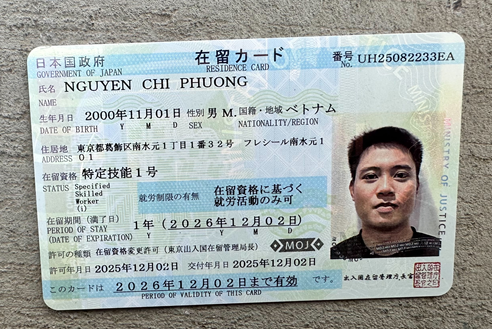 日本国政府 在留カード 番号 UH25082233EA
GOVERNMENT OF JAPAN RESIDENCE CARD No.
氏名 NGUYEN CHI PHUONG
NAME
生年月日 2000年11月01日 性別 男 M. 国籍・地域 ベトナム
DATE OF BIRTH Y M D SEX NATIONALITY/REGION
住居地 東京都葛飾区南水元1丁目1番32号 フレシール南水元1
ADDRESS 01
在留資格 特定技能1号
STATUS Specified
Skilled
Worker
(i)
就労制限の有無 在留資格に基づく
就労活動のみ可
在留期間(満了日) 1年(2026年12月02日)
PERIOD OF STAY
(DATE OF EXPIRATION) Y M D
MOJ
許可の種類 在留資格変更許可(東京出入国在留管理局長)
許可年月日 2025年12月02日 交付年月日 2025年12月02日
このカードは 2026年12月02日まで有効 です。
PERIOD OF VALIDITY OF THIS CARD
MINISTRY OF JUSTICE
出入国在留管理庁長官